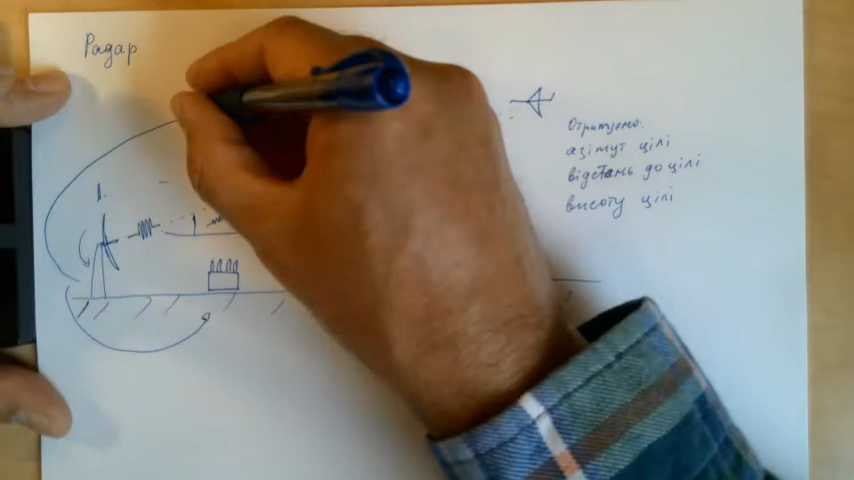 Радар
Отримуємо:
азімут цілі
відстань до цілі
висоту цілі